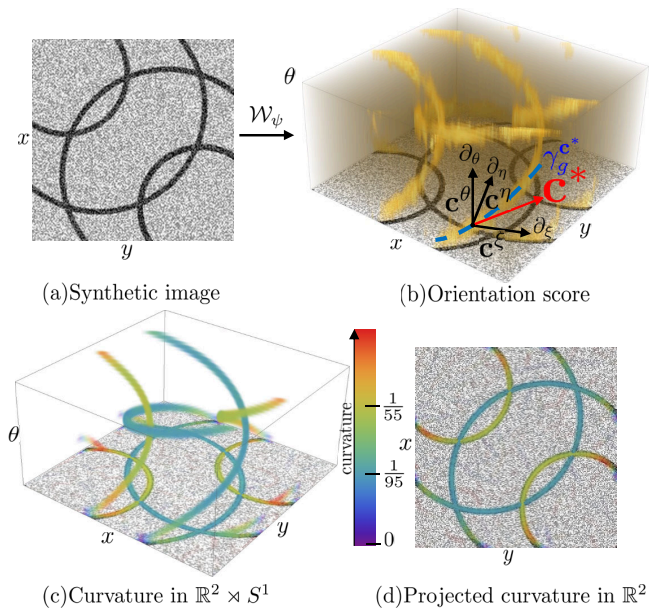 x
y
𝒲_ψ
θ
∂_θ
∂_η
γ_g^{c*}
c^θ
c^η
c*
∂_ξ
c^ξ
x
y
(a)Synthetic image
(b)Orientation score
θ
x
y
curvature
1/55
1/95
0
x
y
(c)Curvature in ℝ² ⋊ S¹
(d)Projected curvature in ℝ²